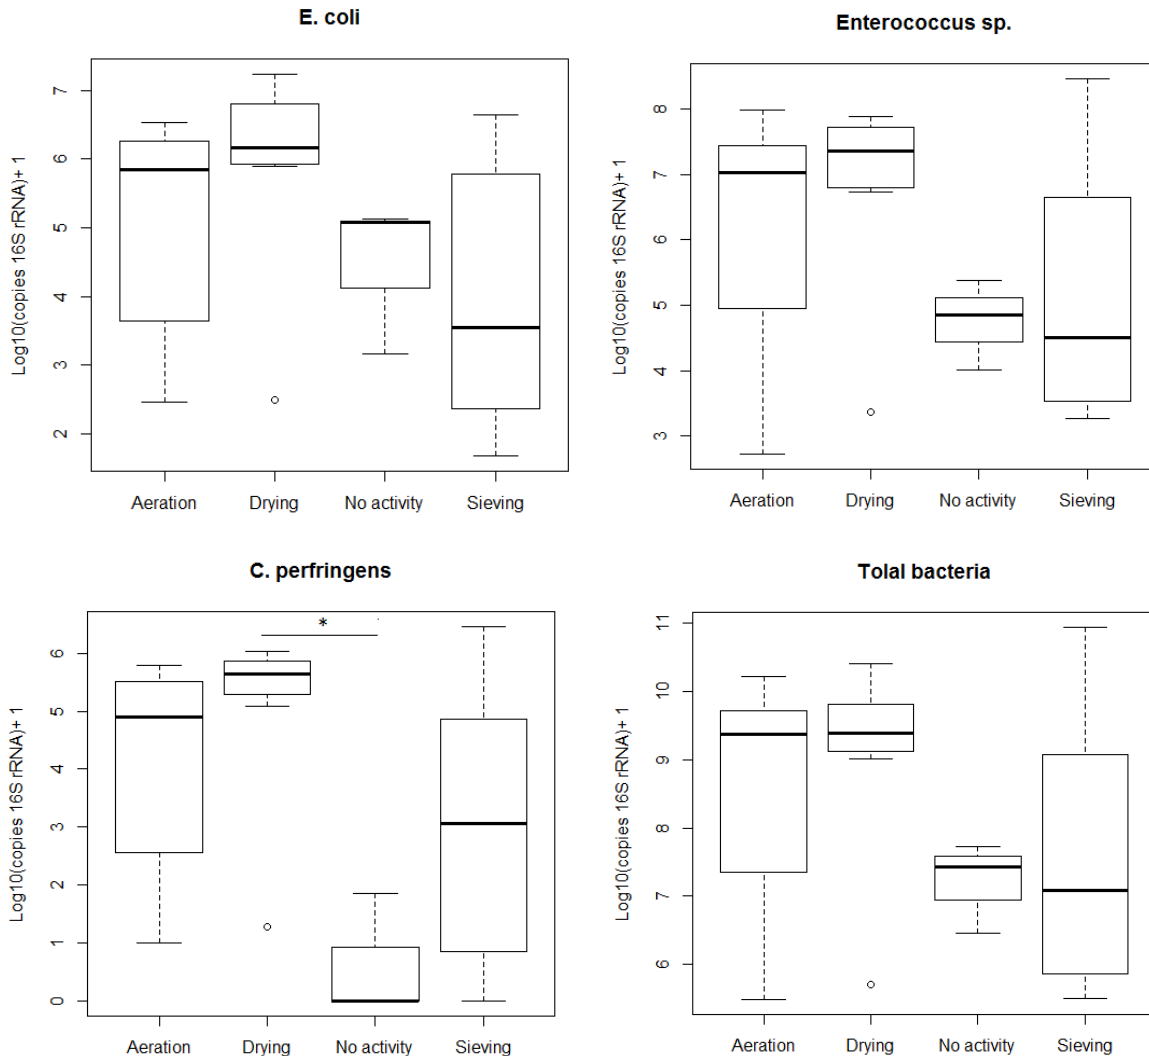 E. coli
Log10(copies 16S rRNA)+ 1
7
6
5
4
3
2
Aeration Drying No activity Sieving
Enterococcus sp.
Log10(copies 16S rRNA)+ 1
8
7
6
5
4
3
Aeration Drying No activity Sieving
C. perfringens
Log10(copies 16S rRNA)+ 1
*
6
5
4
3
2
1
0
Aeration Drying No activity Sieving
Tolal bacteria
Log10(copies 16S rRNA)+ 1
11
10
9
8
7
6
Aeration Drying No activity Sieving